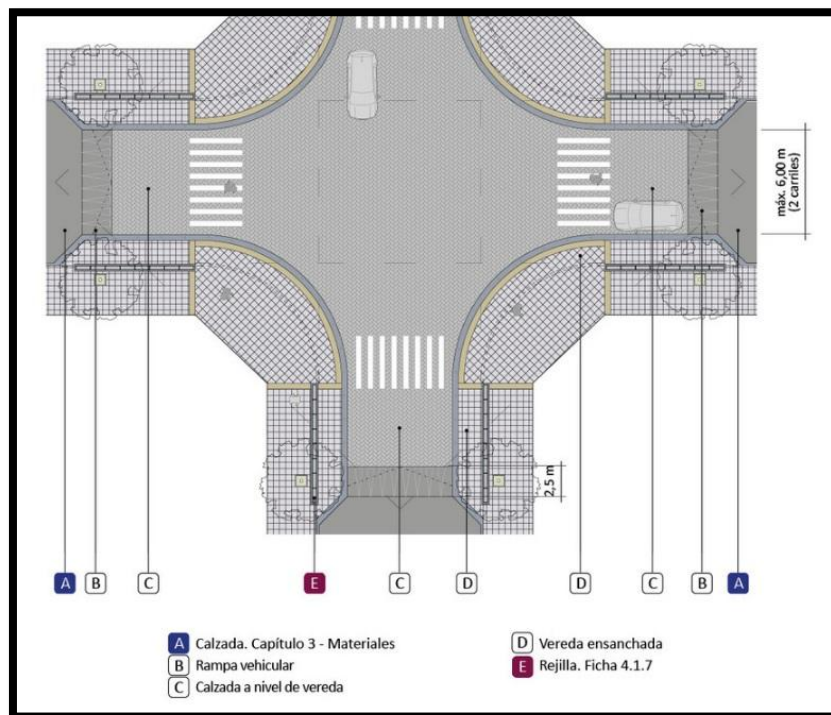 máx. 6,00 m
(2 carriles)
2,5 m
A B C E C D D C B A
A Calzada. Capítulo 3 - Materiales
B Rampa vehicular
C Calzada a nivel de vereda
D Vereda ensanchada
E Rejilla. Ficha 4.1.7